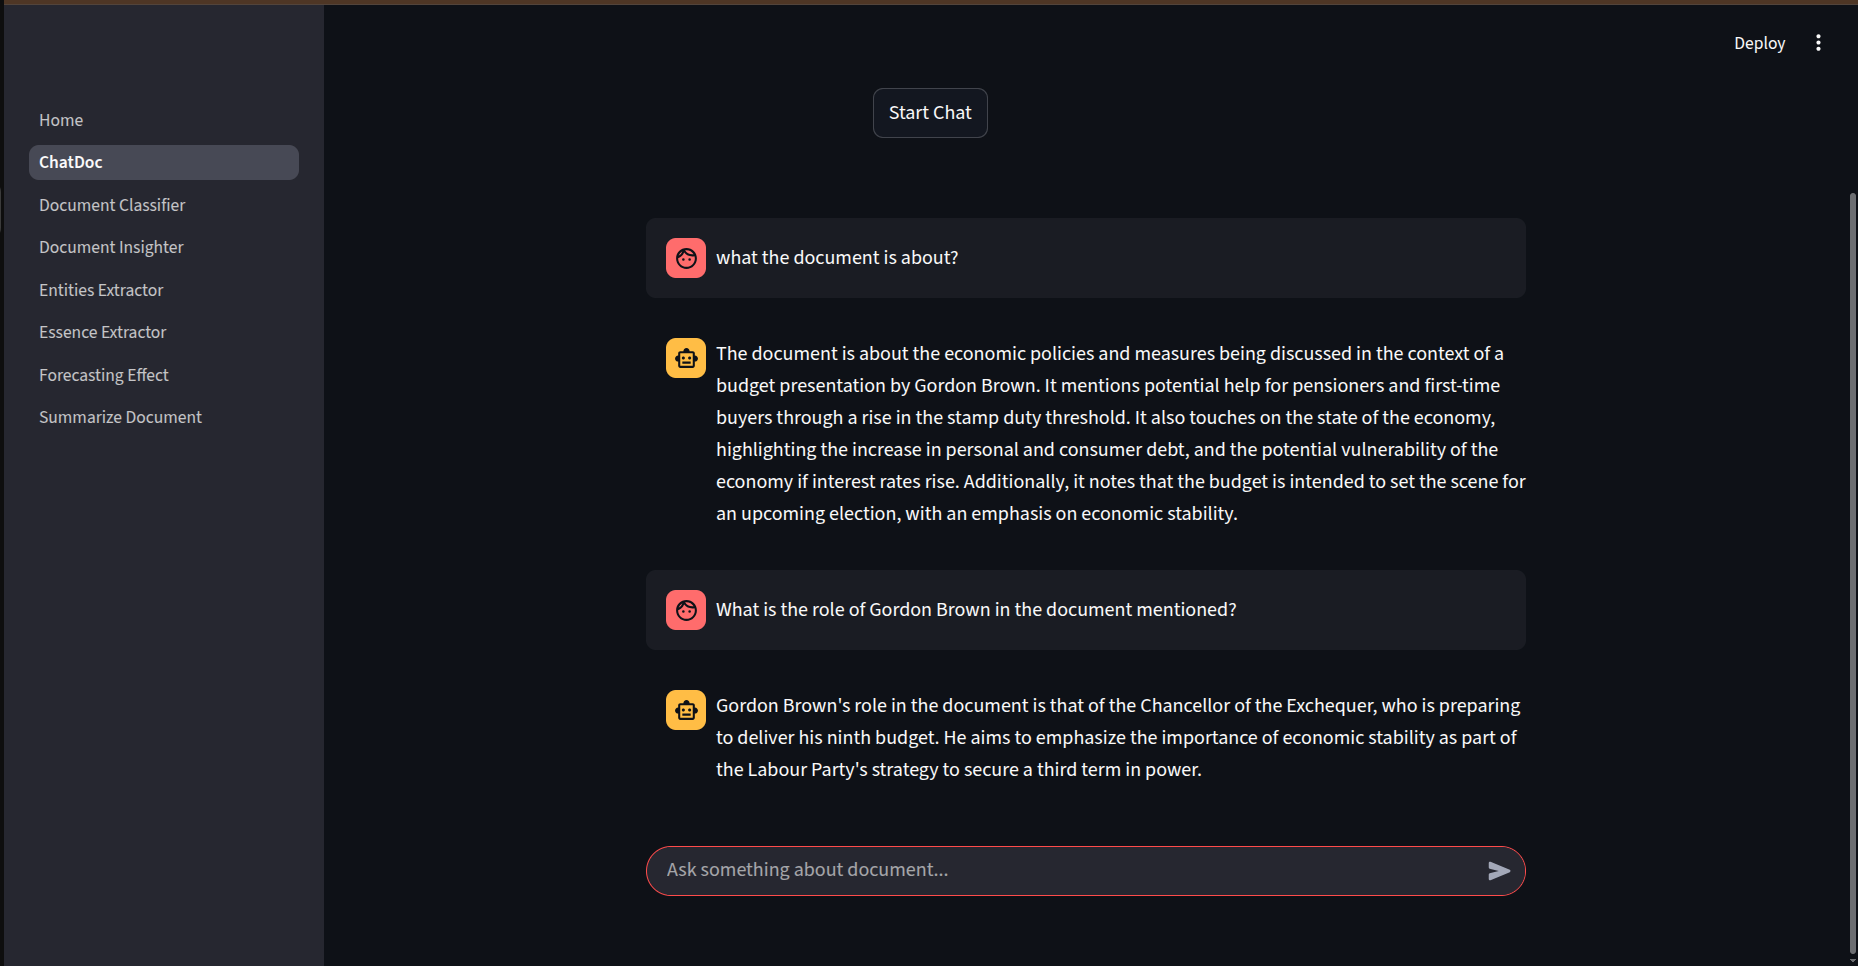 Deploy
Home
ChatDoc
Document Classifier
Document Insighter
Entities Extractor
Essence Extractor
Forecasting Effect
Summarize Document
Start Chat
what the document is about?
The document is about the economic policies and measures being discussed in the context of a
budget presentation by Gordon Brown. It mentions potential help for pensioners and first-time
buyers through a rise in the stamp duty threshold. It also touches on the state of the economy,
highlighting the increase in personal and consumer debt, and the potential vulnerability of the
economy if interest rates rise. Additionally, it notes that the budget is intended to set the scene for
an upcoming election, with an emphasis on economic stability.
What is the role of Gordon Brown in the document mentioned?
Gordon Brown's role in the document is that of the Chancellor of the Exchequer, who is preparing
to deliver his ninth budget. He aims to emphasize the importance of economic stability as part of
the Labour Party's strategy to secure a third term in power.
Ask something about document...